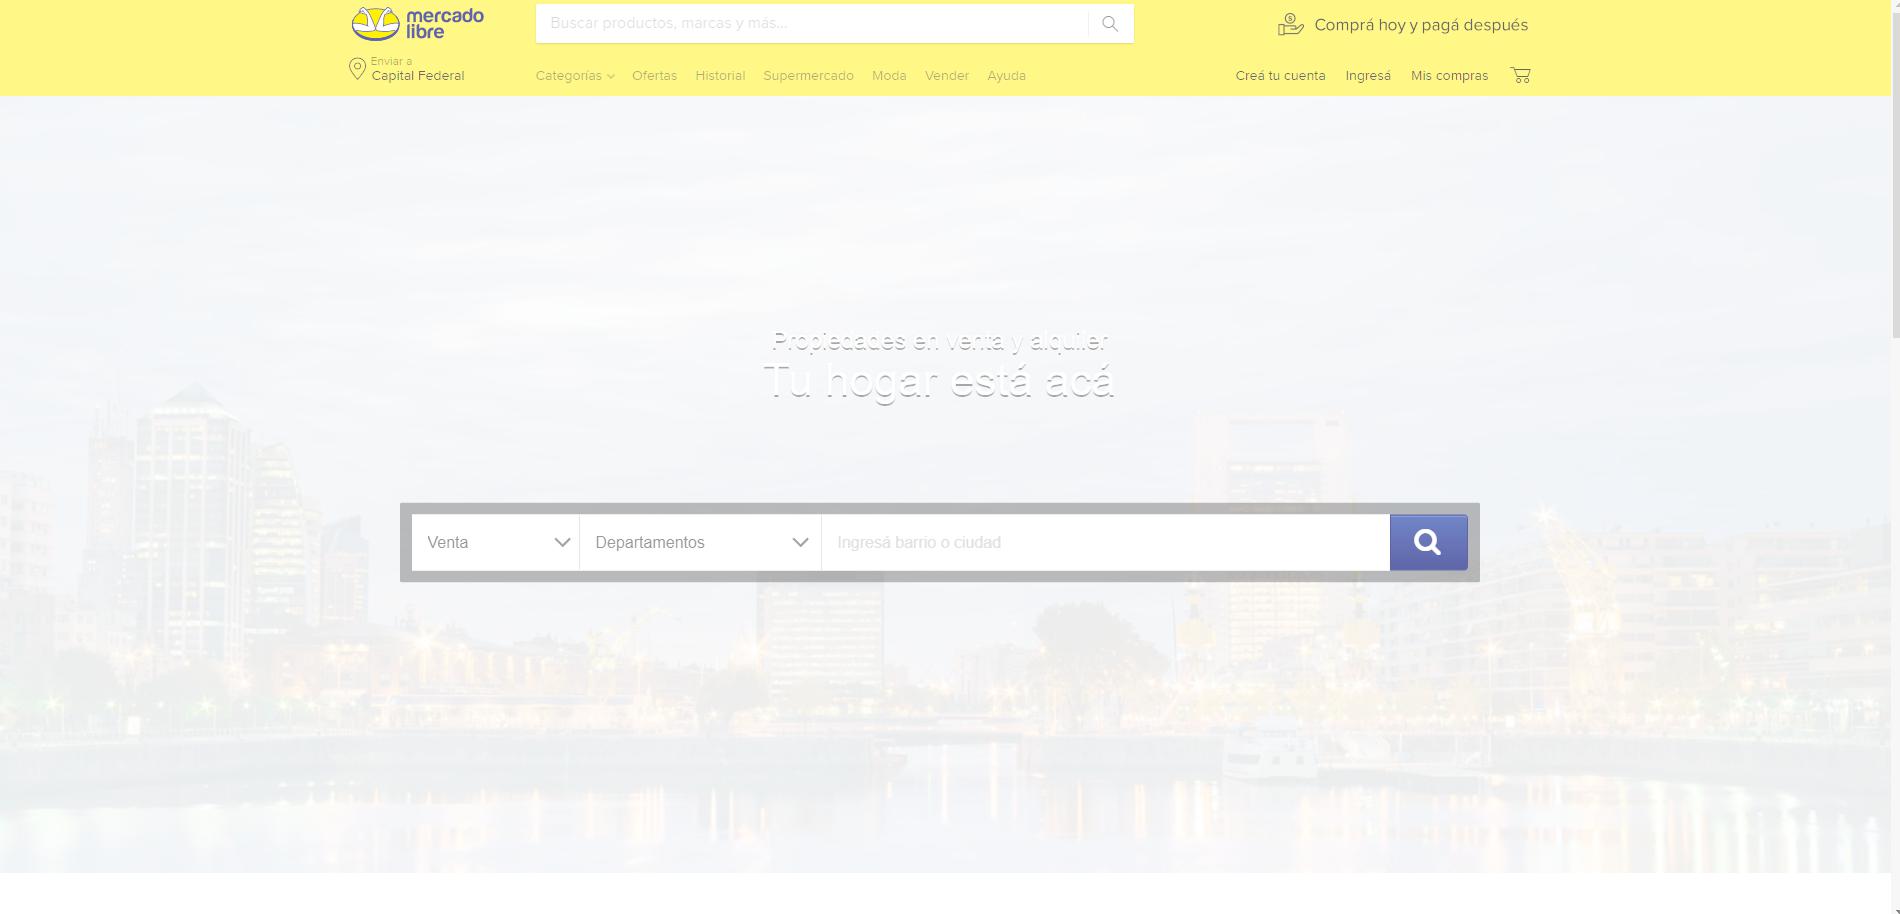 mercado
libre
Buscar productos, marcas y más...
Comprá hoy y pagá después
Enviar a
Capital Federal
Categorías Ofertas Historial Supermercado Moda Vender Ayuda
Creá tu cuenta Ingresá Mis compras
Propiedades en venta y alquiler
Tu hogar está acá
Venta Departamentos Ingresá barrio o ciudad